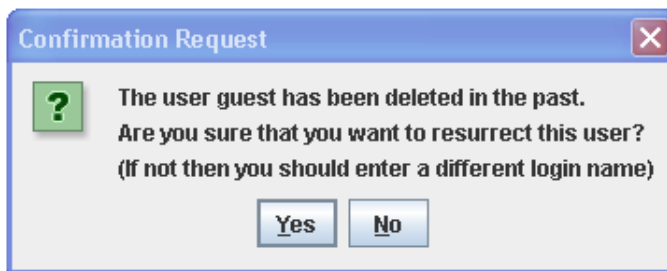 Confirmation Request
The user guest has been deleted in the past.
Are you sure that you want to resurrect this user?
(If not then you should enter a different login name)
Yes No